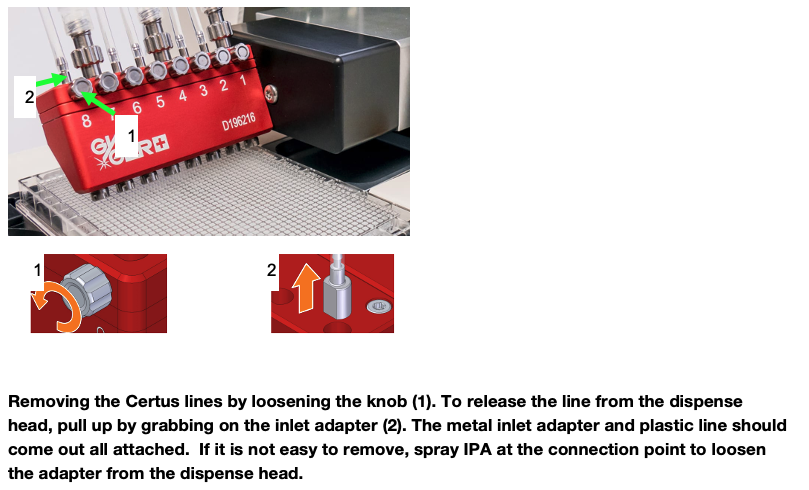 2
1
8 7 6 5 4 3 2 1
D196216
1
2
Removing the Certus lines by loosening the knob (1). To release the line from the dispense
head, pull up by grabbing on the inlet adapter (2). The metal inlet adapter and plastic line should
come out all attached.  If it is not easy to remove, spray IPA at the connection point to loosen
the adapter from the dispense head.